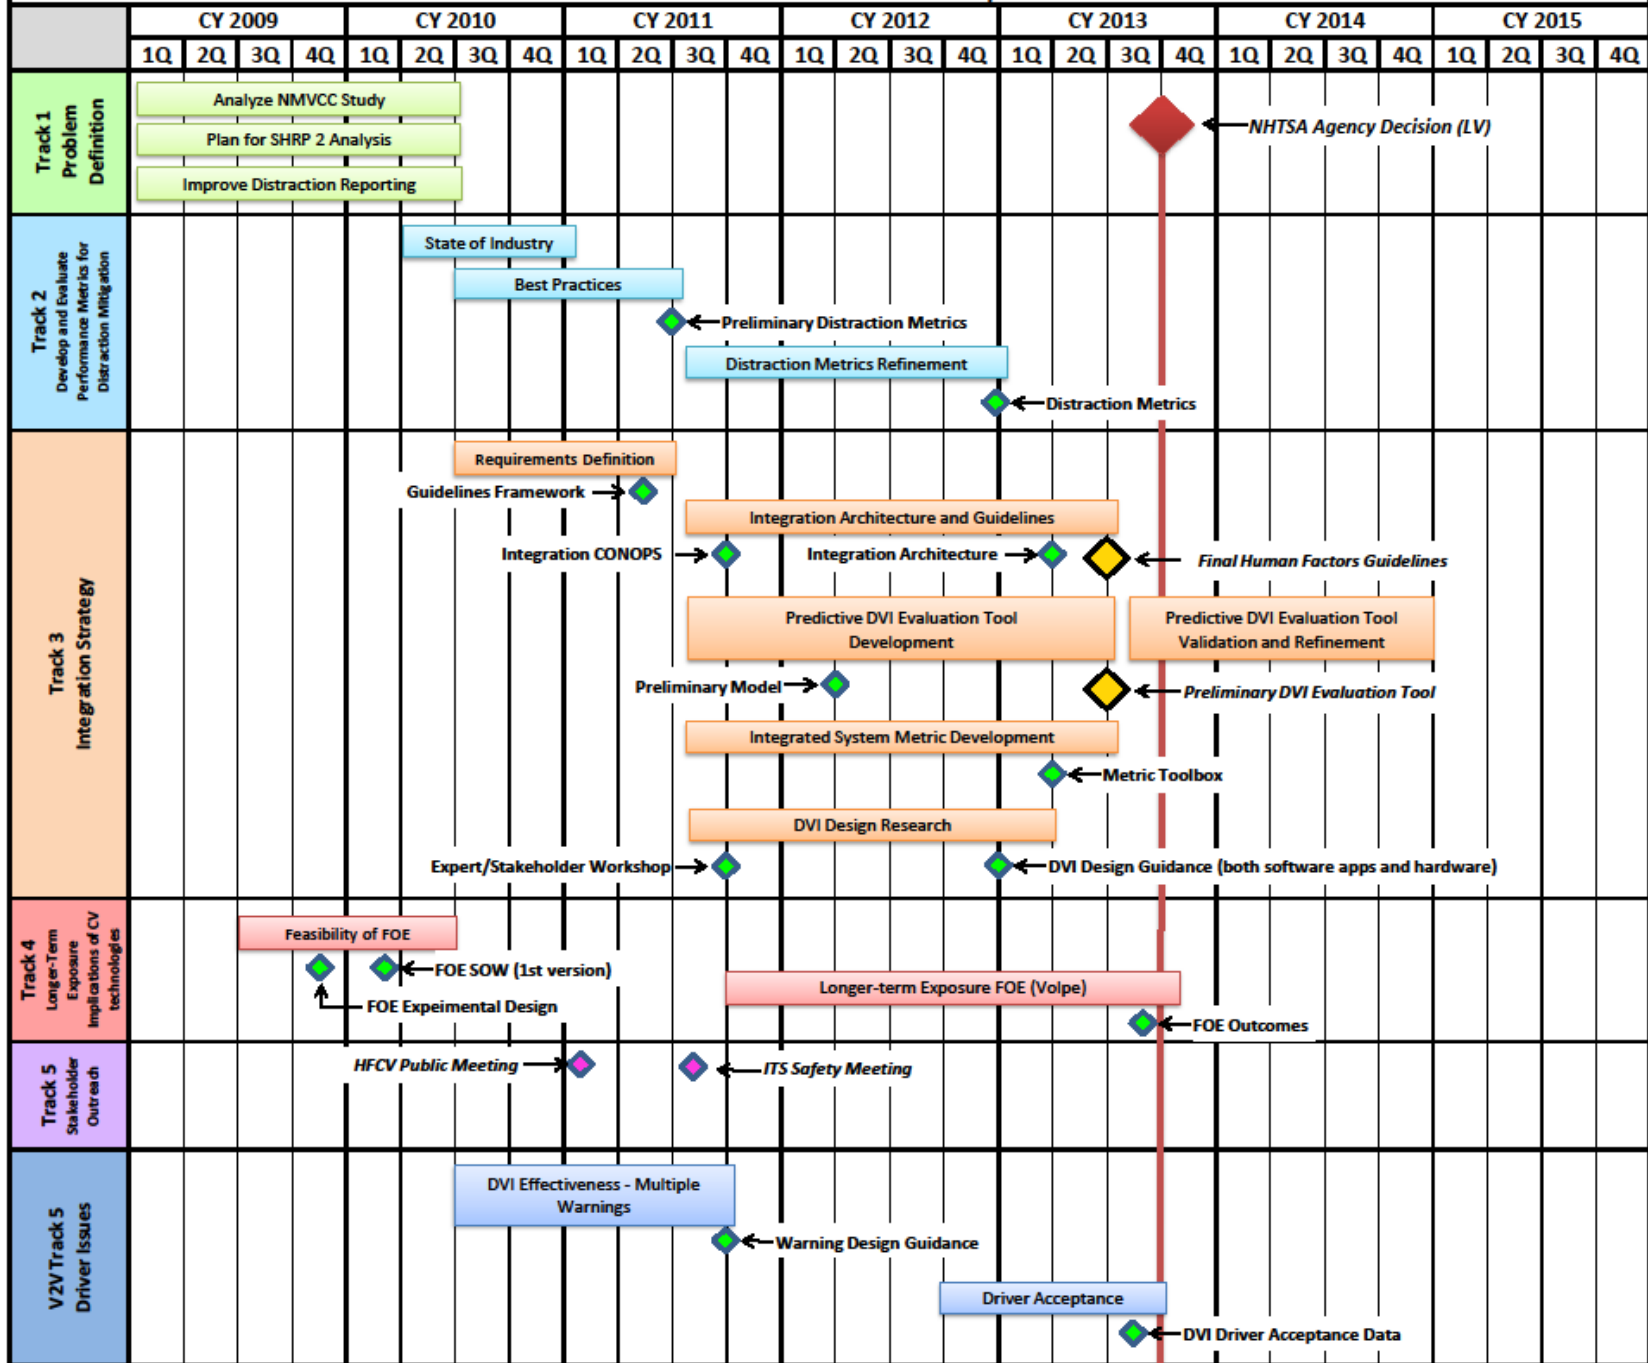 CY 2009 CY 2010 CY 2011 CY 2012 CY 2013 CY 2014 CY 2015
1Q 2Q 3Q 4Q 1Q 2Q 3Q 4Q 1Q 2Q 3Q 4Q 1Q 2Q 3Q 4Q 1Q 2Q 3Q 4Q 1Q 2Q 3Q 4Q 1Q 2Q 3Q 4Q
Track 1
Problem
Definition
Analyze NMVCC Study
Plan for SHRP 2 Analysis
Improve Distraction Reporting
NHTSA Agency Decision (LV)
Track 2
Develop and Evaluate
Performance Metrics for
Distraction Mitigation
State of Industry
Best Practices
Preliminary Distraction Metrics
Distraction Metrics Refinement
Distraction Metrics
Track 3
Integration Strategy
Requirements Definition
Guidelines Framework
Integration Architecture and Guidelines
Integration CONOPS
Integration Architecture
Final Human Factors Guidelines
Predictive DVI Evaluation Tool
Development
Predictive DVI Evaluation Tool
Validation and Refinement
Preliminary Model
Preliminary DVI Evaluation Tool
Integrated System Metric Development
Metric Toolbox
DVI Design Research
Expert/Stakeholder Workshop
DVI Design Guidance (both software apps and hardware)
Track 4
Longer-Term
Exposure
Implications of CV
technologies
Feasibility of FOE
FOE SOW (1st version)
FOE Expeimental Design
Longer-term Exposure FOE (Volpe)
FOE Outcomes
Track 5
Stakeholder
Outreach
HFCV Public Meeting
ITS Safety Meeting
V2V Track 5
Driver Issues
DVI Effectiveness - Multiple
Warnings
Warning Design Guidance
Driver Acceptance
DVI Driver Acceptance Data